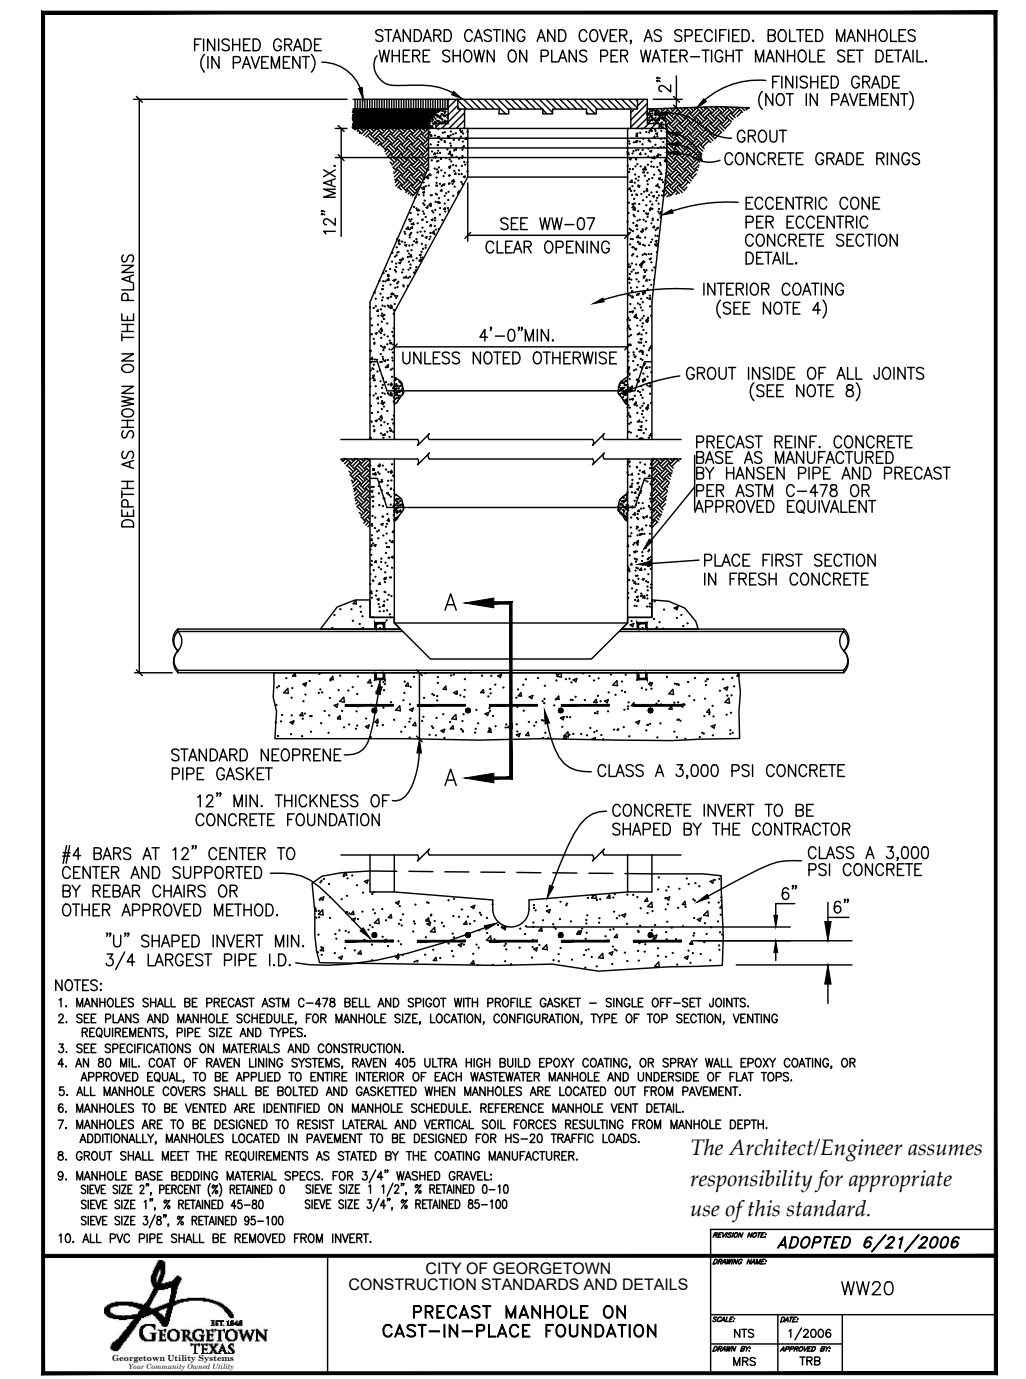 STANDARD CASTING AND COVER, AS SPECIFIED. BOLTED MANHOLES
WHERE SHOWN ON PLANS PER WATER-TIGHT MANHOLE SET DETAIL.
FINISHED GRADE
(IN PAVEMENT)
2"
FINISHED GRADE
(NOT IN PAVEMENT)
GROUT
CONCRETE GRADE RINGS
12" MAX.
SEE WW-07
CLEAR OPENING
ECCENTRIC CONE
PER ECCENTRIC
CONCRETE SECTION
DETAIL.
INTERIOR COATING
(SEE NOTE 4)
4'-0"MIN.
UNLESS NOTED OTHERWISE
GROUT INSIDE OF ALL JOINTS
(SEE NOTE 8)
DEPTH AS SHOWN ON THE PLANS
PRECAST REINF. CONCRETE
BASE AS MANUFACTURED
BY HANSEN PIPE AND PRECAST
PER ASTM C-478 OR
APPROVED EQUIVALENT
PLACE FIRST SECTION
IN FRESH CONCRETE
A
STANDARD NEOPRENE
PIPE GASKET
A
CLASS A 3,000 PSI CONCRETE
12" MIN. THICKNESS OF
CONCRETE FOUNDATION
CONCRETE INVERT TO BE
SHAPED BY THE CONTRACTOR
#4 BARS AT 12" CENTER TO
CENTER AND SUPPORTED
BY REBAR CHAIRS OR
OTHER APPROVED METHOD.
CLASS A 3,000
PSI CONCRETE
6"
6"
"U" SHAPED INVERT MIN.
3/4 LARGEST PIPE I.D.
NOTES:
1. MANHOLES SHALL BE PRECAST ASTM C-478 BELL AND SPIGOT WITH PROFILE GASKET - SINGLE OFF-SET JOINTS.
2. SEE PLANS AND MANHOLE SCHEDULE, FOR MANHOLE SIZE, LOCATION, CONFIGURATION, TYPE OF TOP SECTION, VENTING
REQUIREMENTS, PIPE SIZE AND TYPES.
3. SEE SPECIFICATIONS ON MATERIALS AND CONSTRUCTION.
4. AN 80 MIL. COAT OF RAVEN LINING SYSTEMS, RAVEN 405 ULTRA HIGH BUILD EPOXY COATING, OR SPRAY WALL EPOXY COATING, OR
APPROVED EQUAL, TO BE APPLIED TO ENTIRE INTERIOR OF EACH WASTEWATER MANHOLE AND UNDERSIDE OF FLAT TOPS.
5. ALL MANHOLE COVERS SHALL BE BOLTED AND GASKETTED WHEN MANHOLES ARE LOCATED OUT FROM PAVEMENT.
6. MANHOLES TO BE VENTED ARE IDENTIFIED ON MANHOLE SCHEDULE. REFERENCE MANHOLE VENT DETAIL.
7. MANHOLES ARE TO BE DESIGNED TO RESIST LATERAL AND VERTICAL SOIL FORCES RESULTING FROM MANHOLE DEPTH.
ADDITIONALLY, MANHOLES LOCATED IN PAVEMENT TO BE DESIGNED FOR HS-20 TRAFFIC LOADS.
8. GROUT SHALL MEET THE REQUIREMENTS AS STATED BY THE COATING MANUFACTURER.
9. MANHOLE BASE BEDDING MATERIAL SPECS. FOR 3/4" WASHED GRAVEL:
SIEVE SIZE 2", PERCENT (%) RETAINED 0 SIEVE SIZE 1 1/2", % RETAINED 0-10
SIEVE SIZE 1", % RETAINED 45-80 SIEVE SIZE 3/4", % RETAINED 85-100
SIEVE SIZE 3/8", % RETAINED 95-100
10. ALL PVC PIPE SHALL BE REMOVED FROM INVERT.
The Architect/Engineer assumes
responsibility for appropriate
use of this standard.
REVISION NOTE: ADOPTED 6/21/2006
EST. 1848
GEORGETOWN
TEXAS
Georgetown Utility Systems
Your Community Owned Utility
CITY OF GEORGETOWN
CONSTRUCTION STANDARDS AND DETAILS
PRECAST MANHOLE ON
CAST-IN-PLACE FOUNDATION
DRAWING NAME:
WW20
SCALE: DATE:
NTS 1/2006
DRAWN BY: APPROVED BY:
MRS TRB